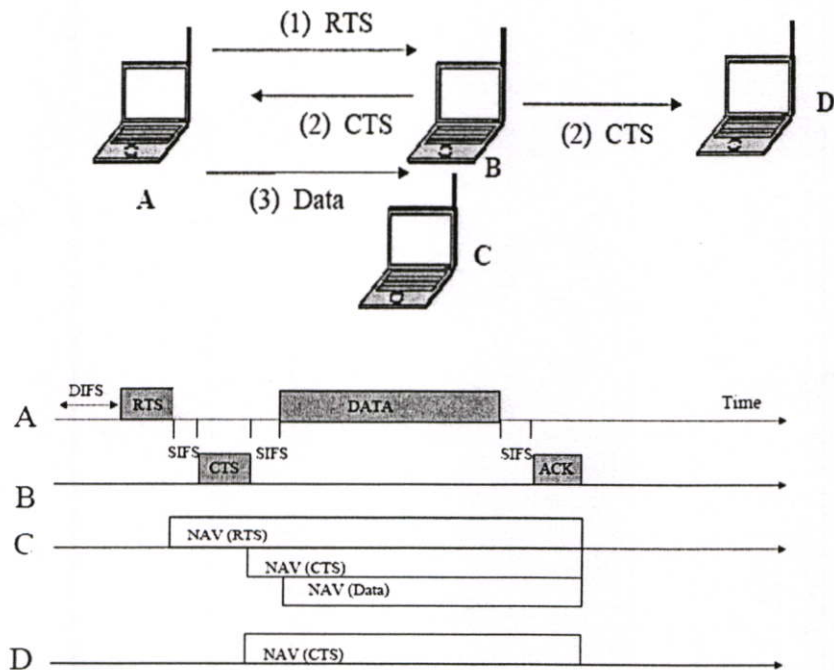 (1) RTS
(2) CTS
(2) CTS
D
B
A
(3) Data
C
DIFS
RTS
DATA
Time
A
SIFS
SIFS
SIFS
CTS
ACK
B
NAV (RTS)
C
NAV (CTS)
NAV (Data)
NAV (CTS)
D